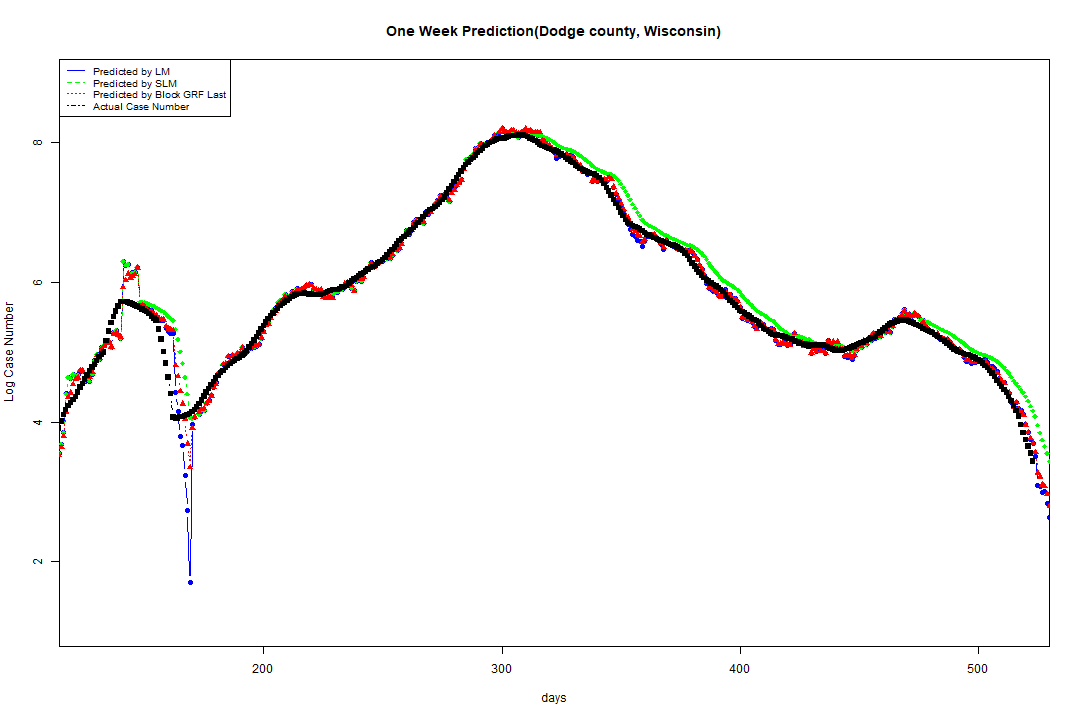 One Week Prediction(Dodge county, Wisconsin)
Predicted by LM
Predicted by SLM
Predicted by Block GRF Last
Actual Case Number
Log Case Number
8
6
4
2
200 300 400 500
days